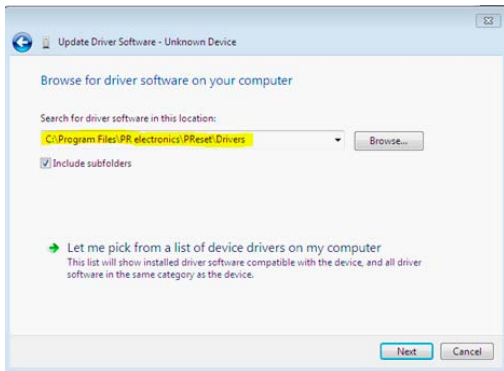 Update Driver Software - Unknown Device
Browse for driver software on your computer
Search for driver software in this location:
C:\Program Files\PR electronics\PReset\Drivers
Browse...
Include subfolders
Let me pick from a list of device drivers on my computer
This list will show installed driver software compatible with the device, and all driver
software in the same category as the device.
Next
Cancel